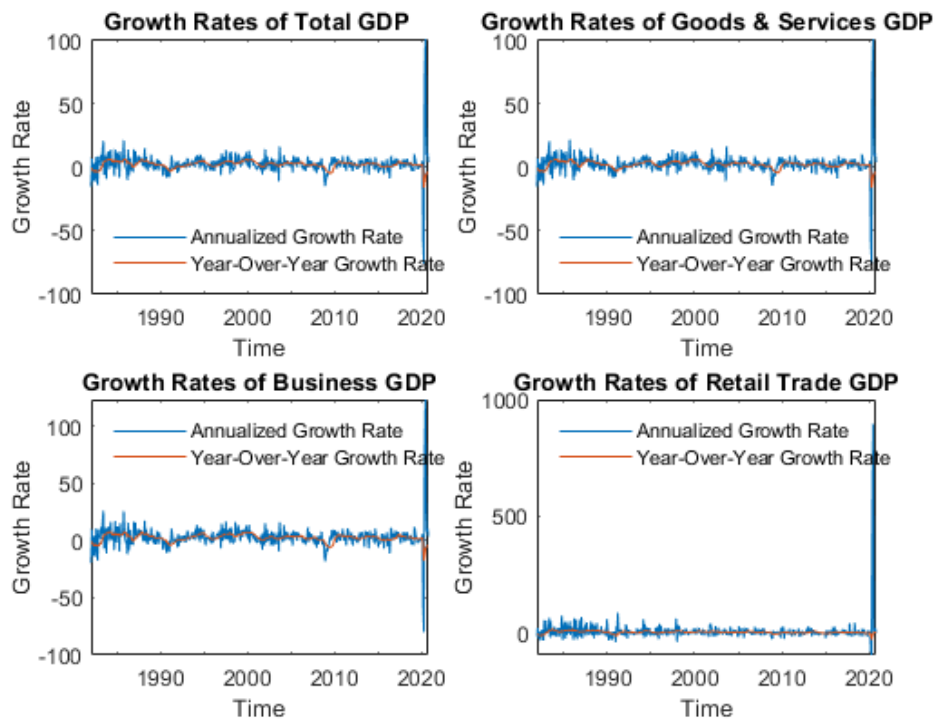 Growth Rates of Total GDP
100
50
0
-50
-100
Growth Rate
Annualized Growth Rate
Year-Over-Year Growth Rate
1990 2000 2010 2020
Time
Growth Rates of Goods & Services GDP
100
50
0
-50
-100
Growth Rate
Annualized Growth Rate
Year-Over-Year Growth Rate
1990 2000 2010 2020
Time
Growth Rates of Business GDP
100
50
0
-50
-100
Growth Rate
Annualized Growth Rate
Year-Over-Year Growth Rate
1990 2000 2010 2020
Time
Growth Rates of Retail Trade GDP
1000
500
0
Growth Rate
Annualized Growth Rate
Year-Over-Year Growth Rate
1990 2000 2010 2020
Time